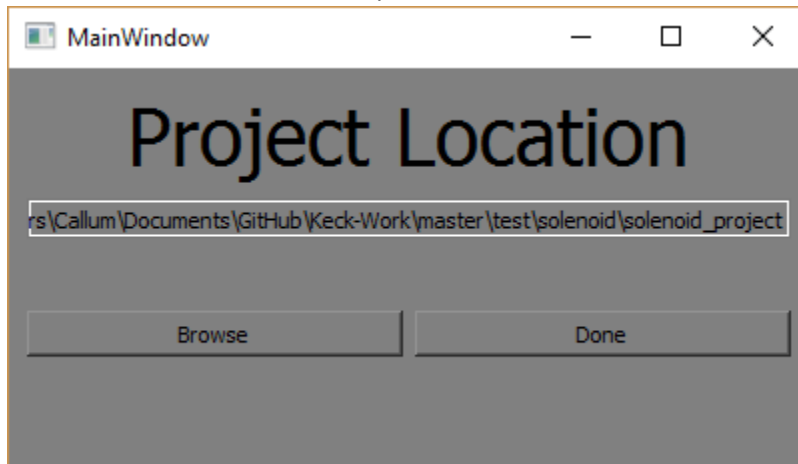 MainWindow
Project Location
rs\Callum\Documents\GitHub\Keck-Work\master\test\solenoid\solenoid_project
Browse Done